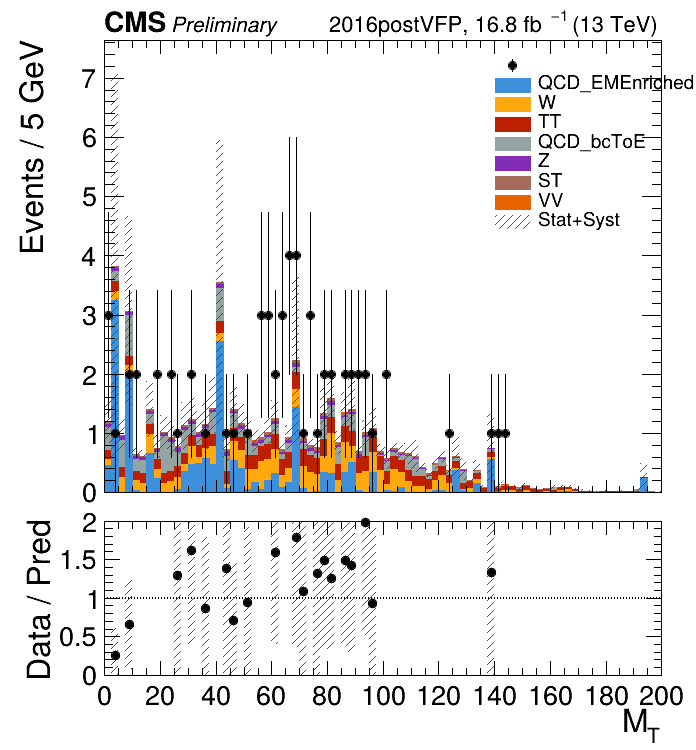 CMS Preliminary 2016postVFP, 16.8 fb⁻¹ (13 TeV)
Events / 5 GeV
7
6
5
4
3
2
1
0
QCD_EMEnriched
W
TT
QCD_bcToE
Z
ST
VV
Stat+Syst
Data / Pred
2
1.5
1
0.5
0
0 20 40 60 80 100 120 140 160 180 200
M_T